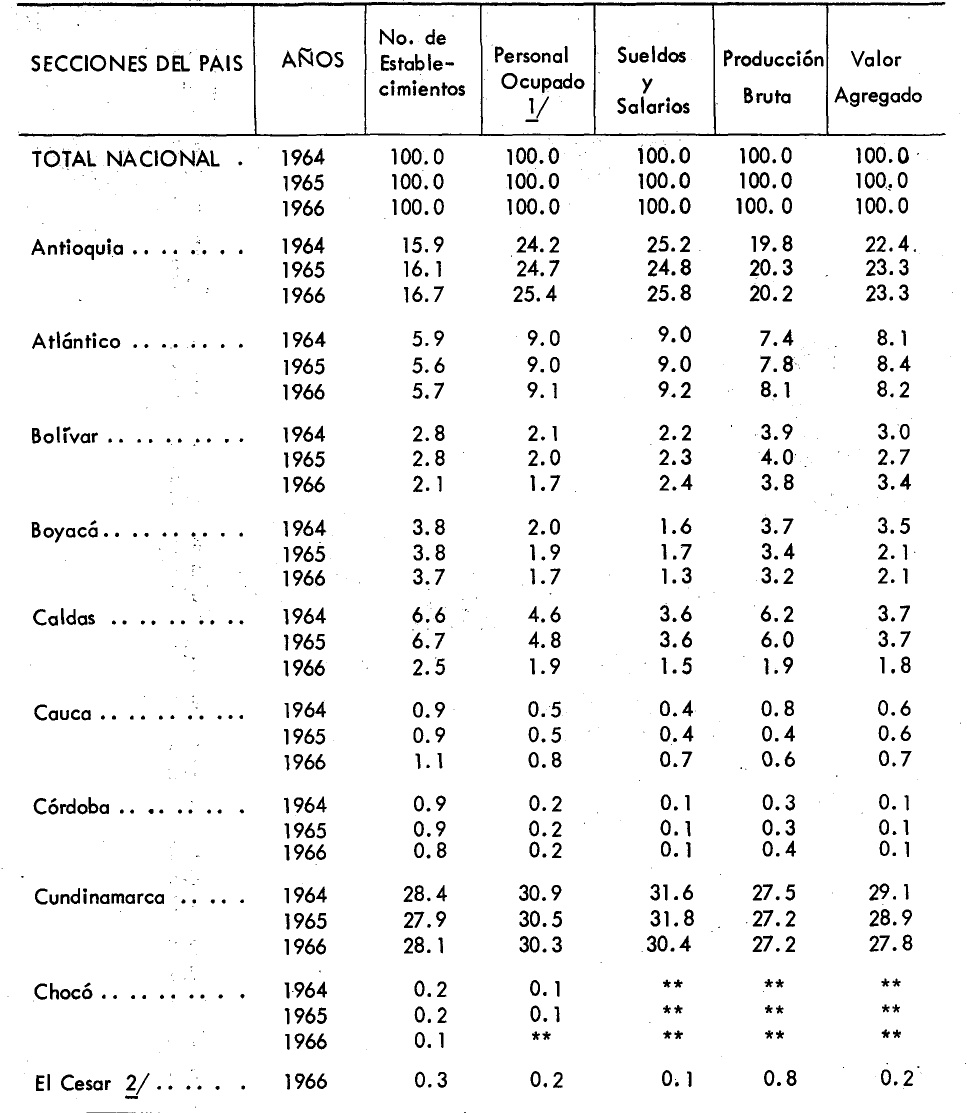 SECCIONES DEL PAIS AÑOS No. de Estable- cimientos Personal Ocupado 1/ Sueldos y Salarios Producción Bruta Valor Agregado
TOTAL NACIONAL . 1964 100.0 100.0 100.0 100.0 100.0
1965 100.0 100.0 100.0 100.0 100.0
1966 100.0 100.0 100.0 100.0 100.0
Antioquia . . . . . . . . 1964 15.9 24.2 25.2 19.8 22.4
1965 16.1 24.7 24.8 20.3 23.3
1966 16.7 25.4 25.8 20.2 23.3
Atlántico . . . . . . . . 1964 5.9 9.0 9.0 7.4 8.1
1965 5.6 9.0 9.0 7.8 8.4
1966 5.7 9.1 9.2 8.1 8.2
Bolívar . . . . . . . . . . 1964 2.8 2.1 2.2 3.9 3.0
1965 2.8 2.0 2.3 4.0 2.7
1966 2.1 1.7 2.4 3.8 3.4
Boyacá . . . . . . . . . . 1964 3.8 2.0 1.6 3.7 3.5
1965 3.8 1.9 1.7 3.4 2.1
1966 3.7 1.7 1.3 3.2 2.1
Caldas . . . . . . . . . . 1964 6.6 4.6 3.6 6.2 3.7
1965 6.7 4.8 3.6 6.0 3.7
1966 2.5 1.9 1.5 1.9 1.8
Cauca . . . . . . . . . . . 1964 0.9 0.5 0.4 0.8 0.6
1965 0.9 0.5 0.4 0.4 0.6
1966 1.1 0.8 0.7 0.6 0.7
Córdoba . . . . . . . . 1964 0.9 0.2 0.1 0.3 0.1
1965 0.9 0.2 0.1 0.3 0.1
1966 0.8 0.2 0.1 0.4 0.1
Cundinamarca . . . . . 1964 28.4 30.9 31.6 27.5 29.1
1965 27.9 30.5 31.8 27.2 28.9
1966 28.1 30.3 30.4 27.2 27.8
Chocó . . . . . . . . . . 1964 0.2 0.1 ** ** **
1965 0.2 0.1 ** ** **
1966 0.1 ** ** ** **
El Cesar 2/ . . . . . . 1966 0.3 0.2 0.1 0.8 0.2